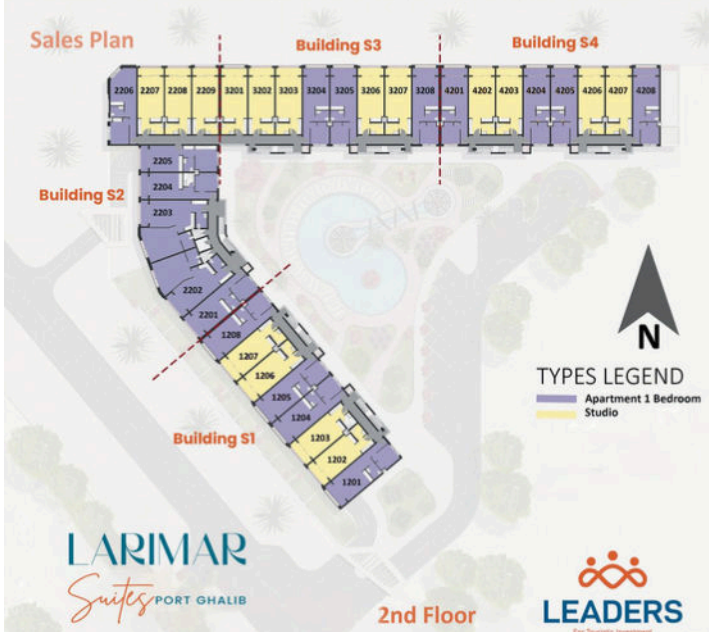 Sales Plan
Building S3
Building S4
2206
2207
2208
2209
3201
3202
3203
3204
3205
3206
3207
3208
4201
4202
4203
4204
4205
4206
4207
4208
2205
2204
Building S2
2203
2202
2201
1208
1207
1206
1205
1204
1203
1202
1201
Building S1
N
TYPES LEGEND
Apartment 1 Bedroom
Studio
LARIMAR
Suites PORT GHALIB
2nd Floor
LEADERS